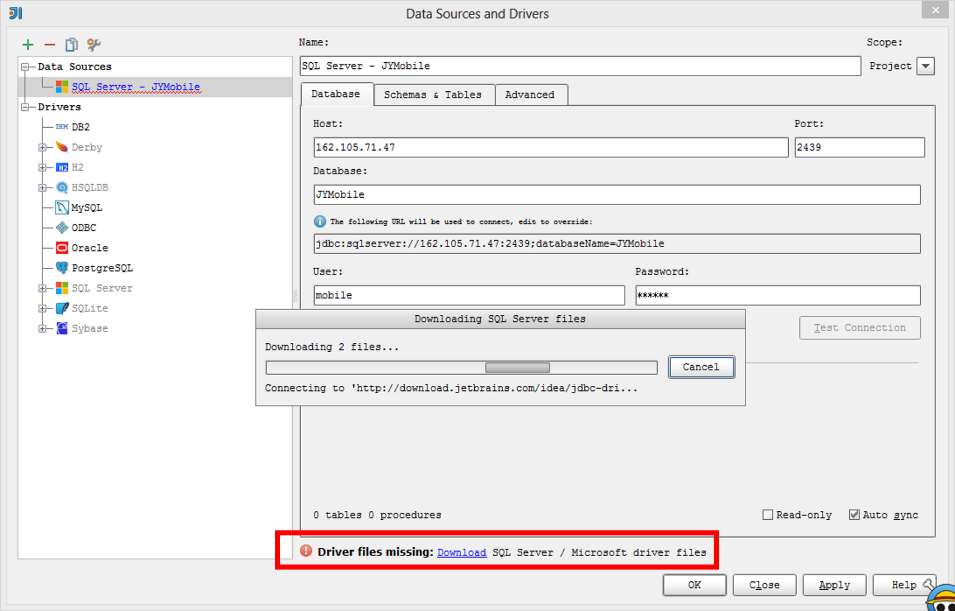 Data Sources and Drivers
Name:
Scope:
SQL Server - JYMobile
Project
Data Sources
SQL Server - JYMobile
Drivers
IBM DB2
Derby
H2 H2
HSQLDB
MySQL
ODBC
Oracle
PostgreSQL
SQL Server
SQLite
Sybase
Database
Schemas & Tables
Advanced
Host:
Port:
162.105.71.47
2439
Database:
JYMobile
The following URL will be used to connect, edit to override:
jdbc:sqlserver://162.105.71.47:2439;databaseName=JYMobile
User:
Password:
mobile
******
Test Connection
Downloading SQL Server files
Downloading 2 files...
Cancel
Connecting to 'http://download.jetbrains.com/idea/jdbc-dri...
0 tables 0 procedures
Read-only
Auto sync
Driver files missing: Download SQL Server / Microsoft driver files
OK
Close
Apply
Help